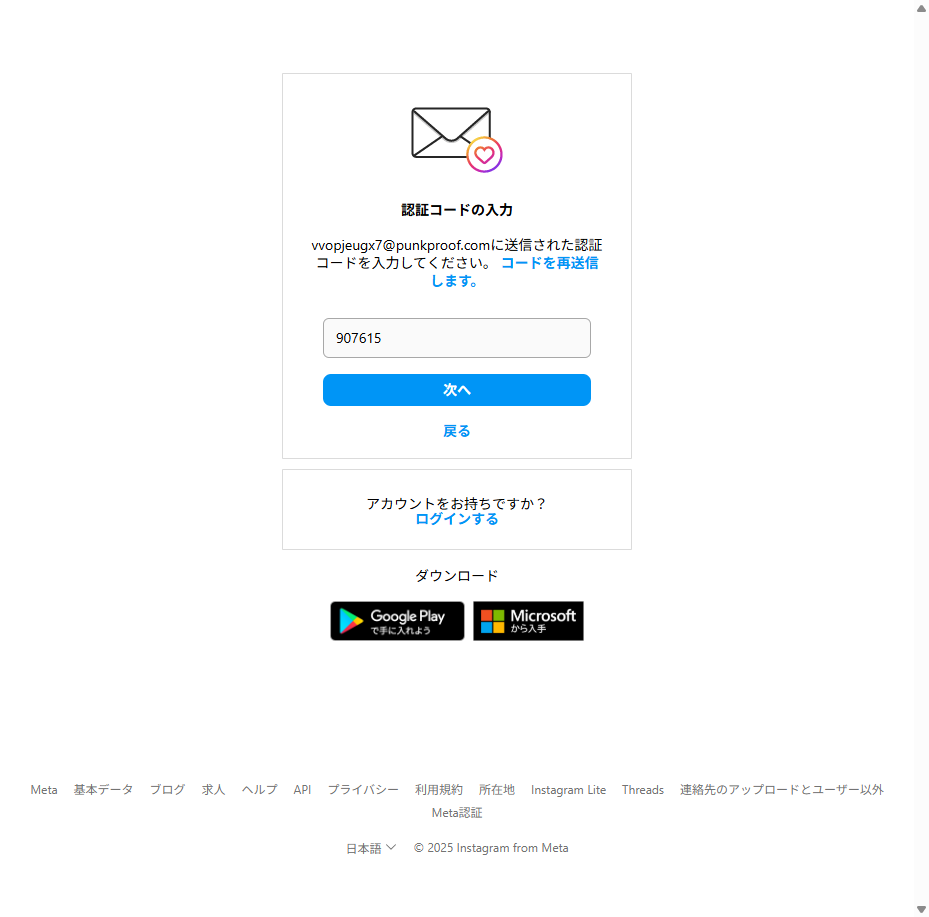 認証コードの入力
vvopjeugx7@punkproof.comに送信された認証
コードを入力してください。 コードを再送信
します。
907615
次へ
戻る
アカウントをお持ちですか？
ログインする
ダウンロード
Google Play
で手に入れよう
Microsoft
から入手
Meta 基本データ ブログ 求人 ヘルプ API プライバシー 利用規約 所在地 Instagram Lite Threads 連絡先のアップロードとユーザー以外
Meta認証
日本語 © 2025 Instagram from Meta